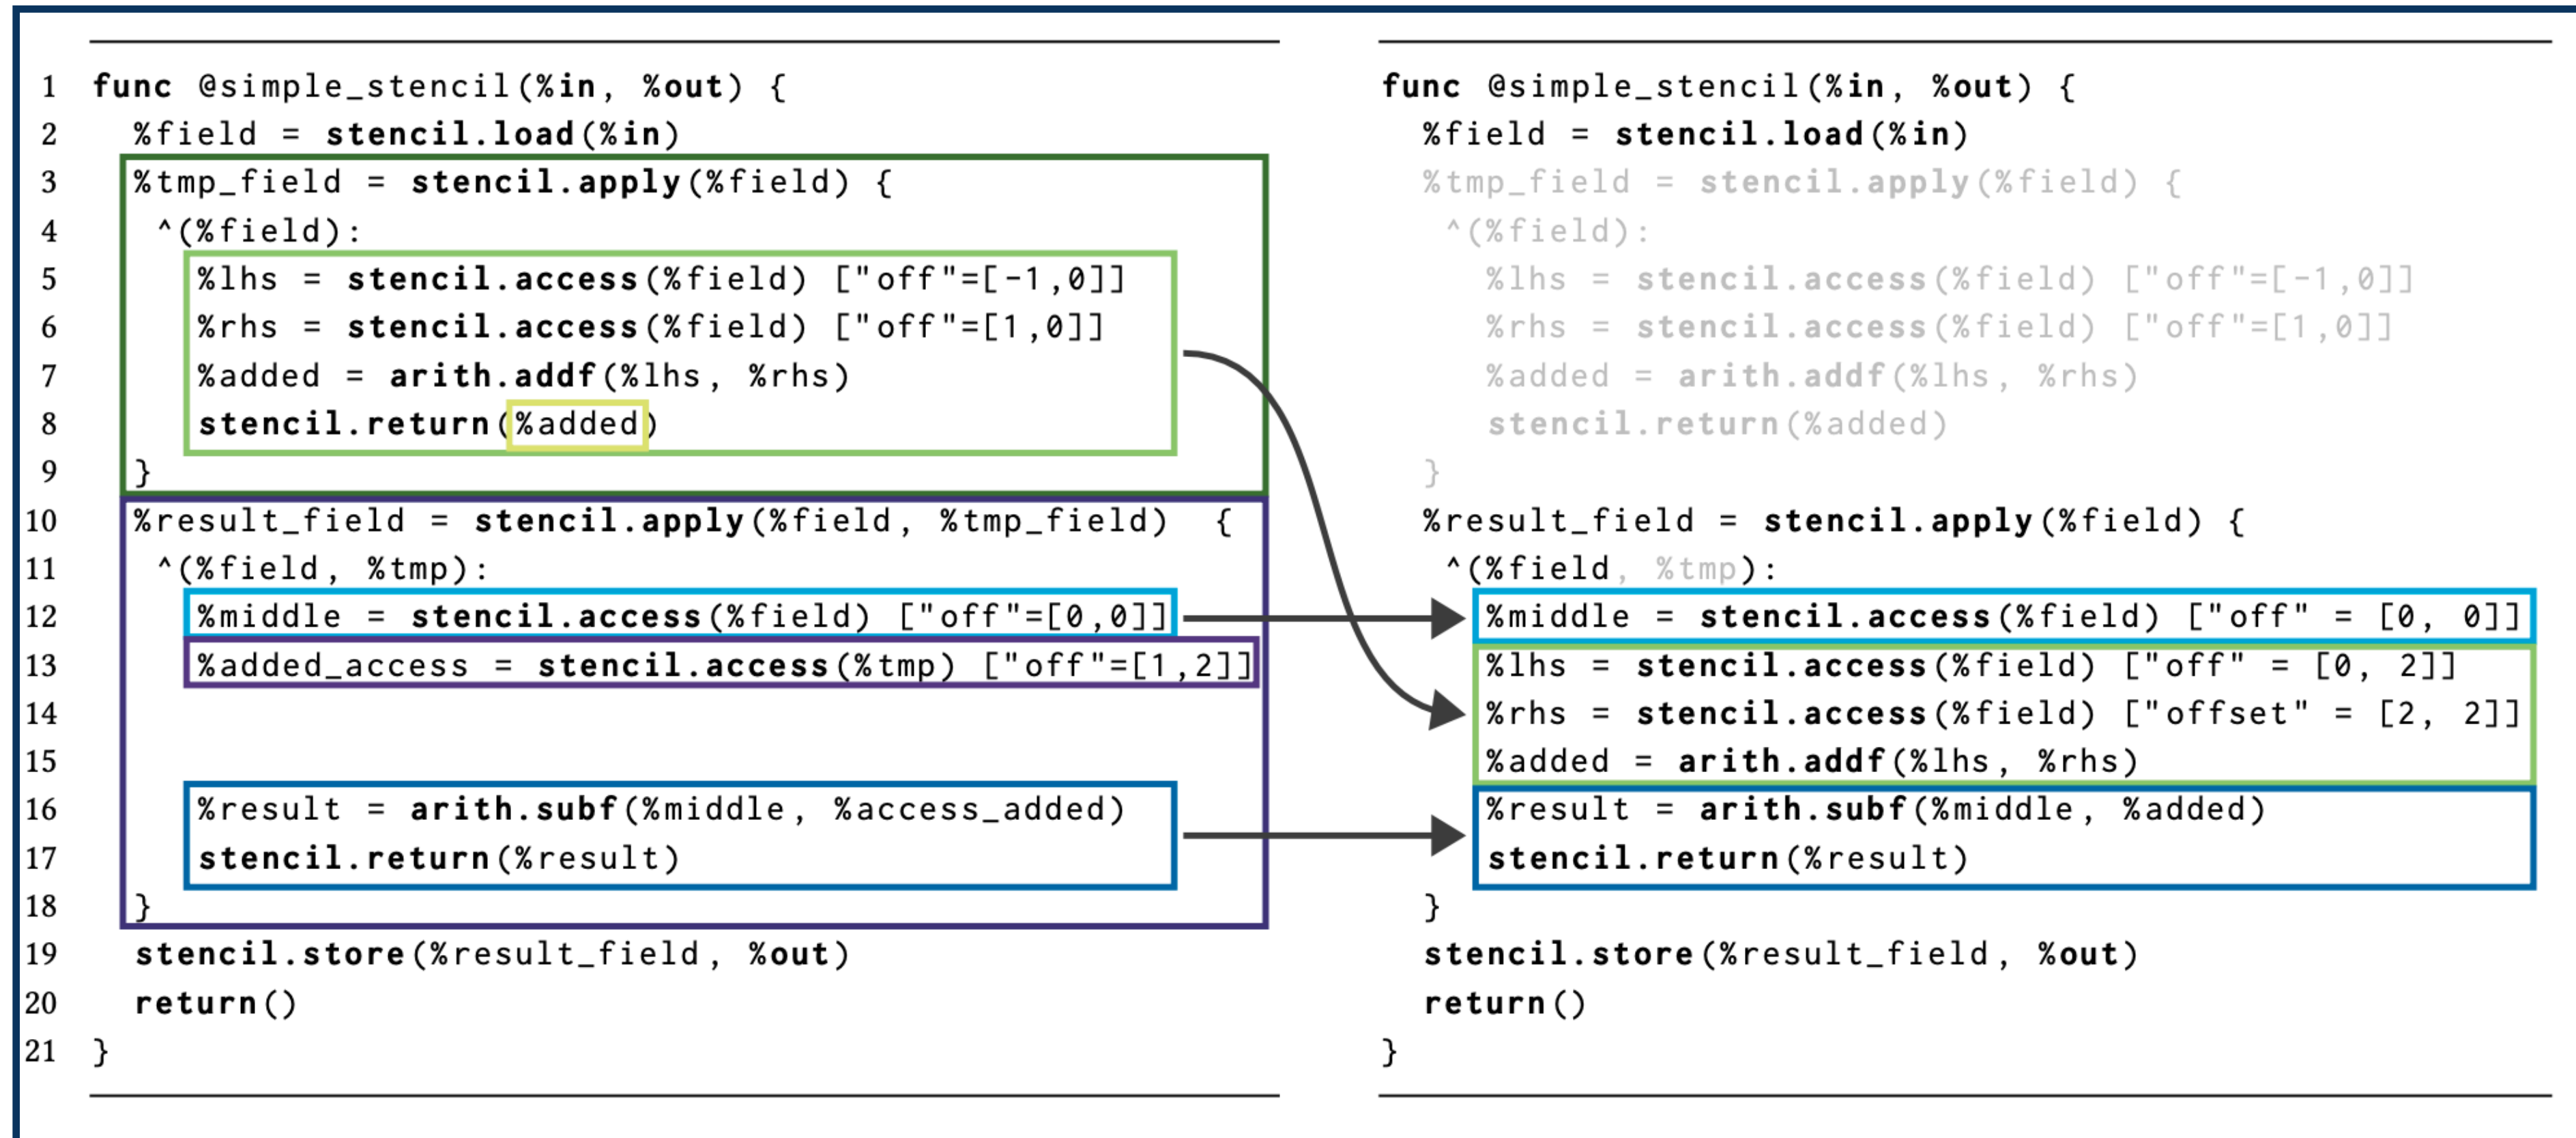 1 func @simple_stencil(%in, %out) {
2 %field = stencil.load(%in)
3 %tmp_field = stencil.apply(%field) {
4 ^(%field):
5 %lhs = stencil.access(%field) ["off"=[-1,0]]
6 %rhs = stencil.access(%field) ["off"=[1,0]]
7 %added = arith.addf(%lhs, %rhs)
8 stencil.return(%added)
9 }
10 %result_field = stencil.apply(%field, %tmp_field) {
11 ^(%field, %tmp):
12 %middle = stencil.access(%field) ["off"=[0,0]]
13 %added_access = stencil.access(%tmp) ["off"=[1,2]]
14
15
16 %result = arith.subf(%middle, %access_added)
17 stencil.return(%result)
18 }
19 stencil.store(%result_field, %out)
20 return()
21 }
func @simple_stencil(%in, %out) {
%field = stencil.load(%in)
%tmp_field = stencil.apply(%field) {
^(%field):
%lhs = stencil.access(%field) ["off"=[-1,0]]
%rhs = stencil.access(%field) ["off"=[1,0]]
%added = arith.addf(%lhs, %rhs)
stencil.return(%added)
}
%result_field = stencil.apply(%field) {
^(%field, %tmp):
%middle = stencil.access(%field) ["off" = [0, 0]]
%lhs = stencil.access(%field) ["off" = [0, 2]]
%rhs = stencil.access(%field) ["offset" = [2, 2]]
%added = arith.addf(%lhs, %rhs)
%result = arith.subf(%middle, %added)
stencil.return(%result)
}
stencil.store(%result_field, %out)
return()
}